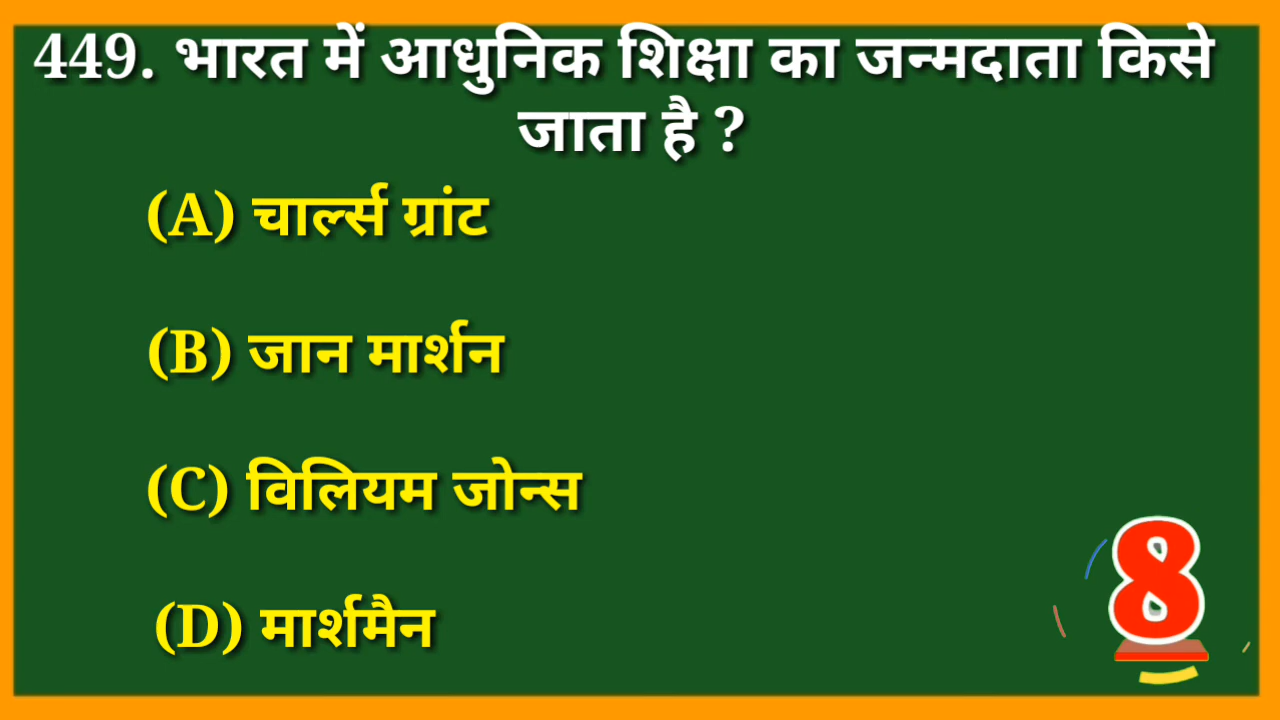 449. भारत में आधुनिक शिक्षा का जन्मदाता किसे
जाता है ?
(A) चार्ल्स ग्रांट
(B) जान मार्शन
(C) विलियम जोन्स
(D) मार्शमैन
8